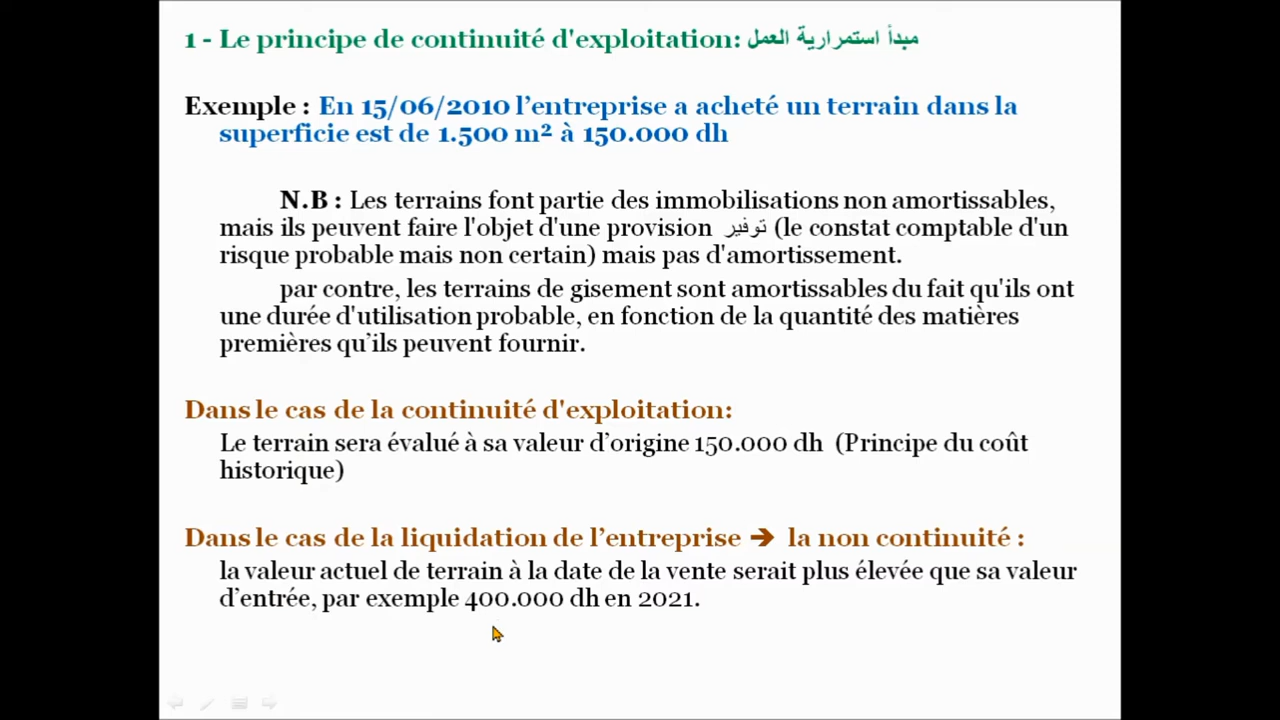 1 - Le principe de continuité d'exploitation: مبدأ استمرارية العمل
Exemple : En 15/06/2010 l’entreprise a acheté un terrain dans la
superficie est de 1.500 m² à 150.000 dh
N.B : Les terrains font partie des immobilisations non amortissables,
mais ils peuvent faire l'objet d'une provision توفير (le constat comptable d'un
risque probable mais non certain) mais pas d'amortissement.
par contre, les terrains de gisement sont amortissables du fait qu'ils ont
une durée d'utilisation probable, en fonction de la quantité des matières
premières qu’ils peuvent fournir.
Dans le cas de la continuité d'exploitation:
Le terrain sera évalué à sa valeur d’origine 150.000 dh (Principe du coût
historique)
Dans le cas de la liquidation de l’entreprise ➔ la non continuité :
la valeur actuel de terrain à la date de la vente serait plus élevée que sa valeur
d’entrée, par exemple 400.000 dh en 2021.